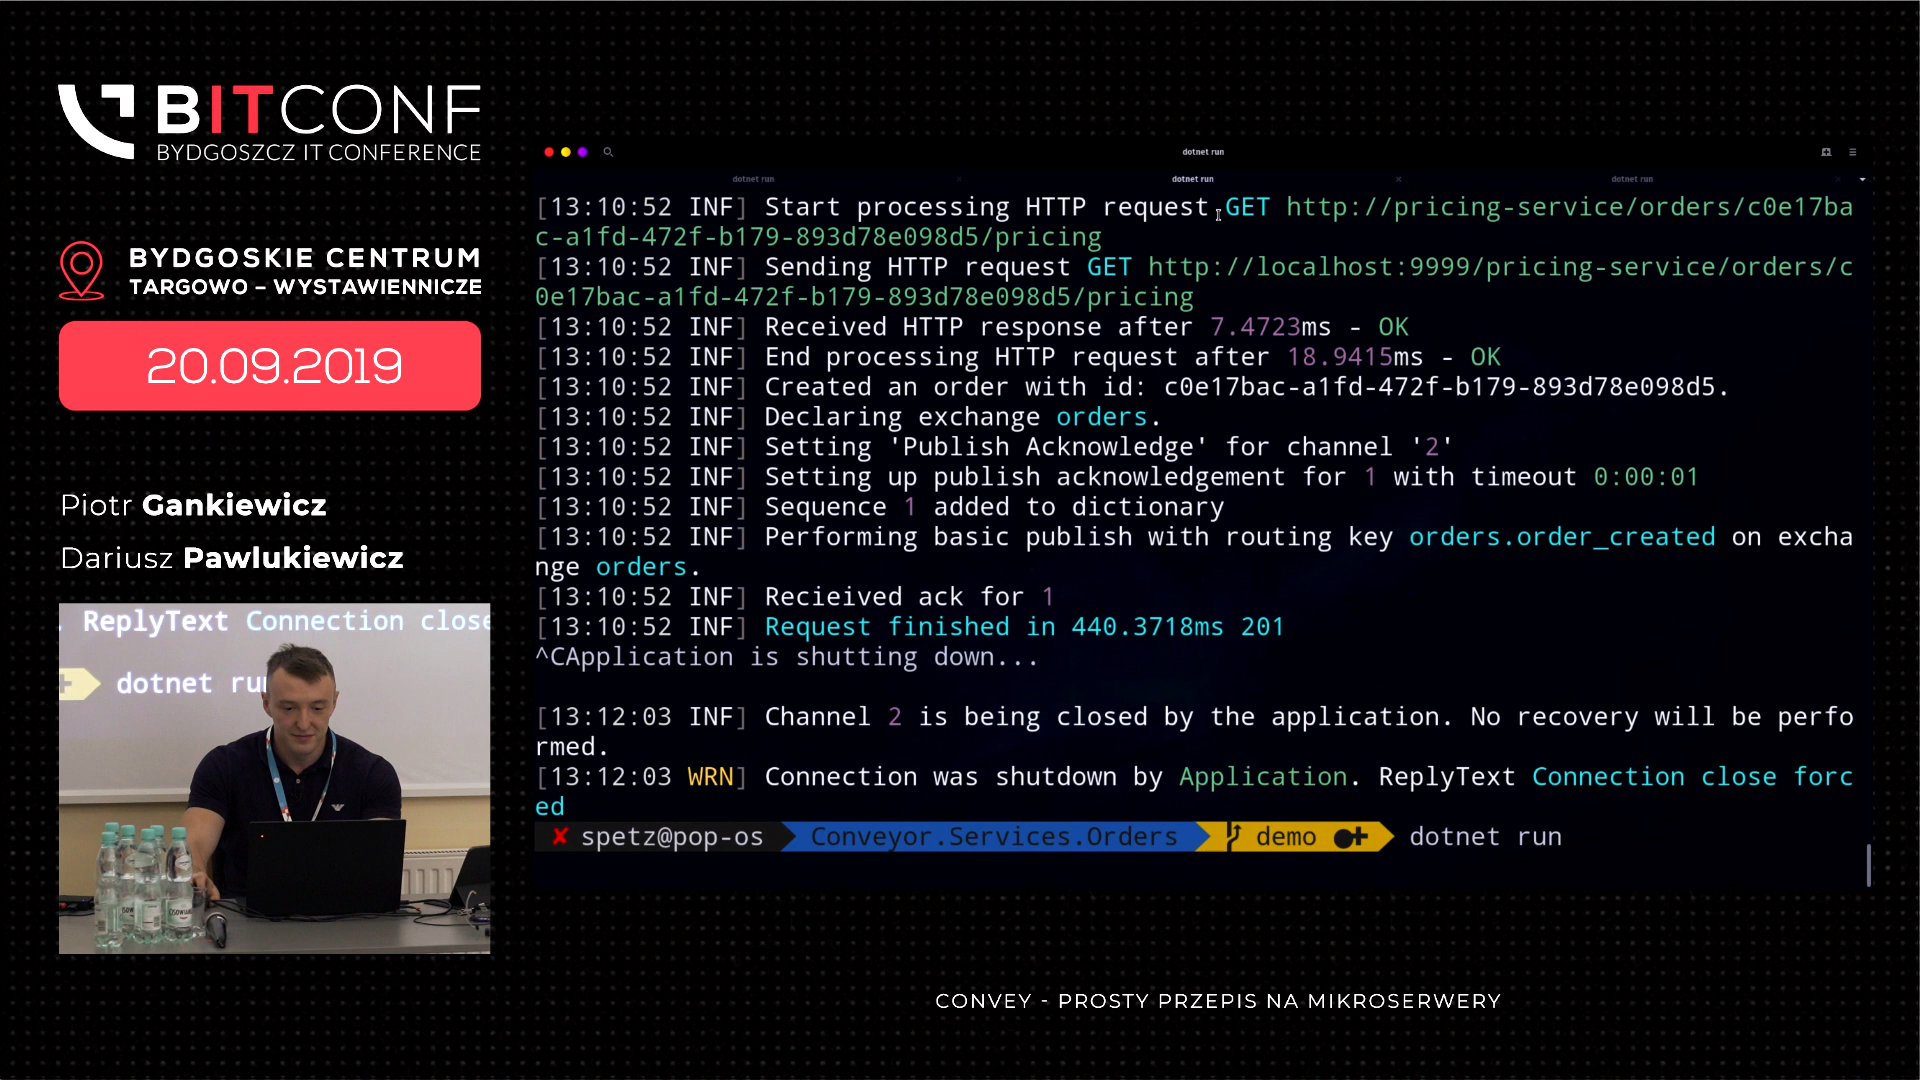 BITCONF
BYDGOSZCZ IT CONFERENCE
BYDGOSKIE CENTRUM
TARGOWO – WYSTAWIENNICZE
20.09.2019
Piotr Gankiewicz
Dariusz Pawlukiewicz
. ReplyText Connection close
dotnet ru
dotnet run
dotnet run dotnet run dotnet run
[13:10:52 INF] Start processing HTTP request GET http://pricing-service/orders/c0e17ba
c-a1fd-472f-b179-893d78e098d5/pricing
[13:10:52 INF] Sending HTTP request GET http://localhost:9999/pricing-service/orders/c
0e17bac-a1fd-472f-b179-893d78e098d5/pricing
[13:10:52 INF] Received HTTP response after 7.4723ms - OK
[13:10:52 INF] End processing HTTP request after 18.9415ms - OK
[13:10:52 INF] Created an order with id: c0e17bac-a1fd-472f-b179-893d78e098d5.
[13:10:52 INF] Declaring exchange orders.
[13:10:52 INF] Setting 'Publish Acknowledge' for channel '2'
[13:10:52 INF] Setting up publish acknowledgement for 1 with timeout 0:00:01
[13:10:52 INF] Sequence 1 added to dictionary
[13:10:52 INF] Performing basic publish with routing key orders.order_created on excha
nge orders.
[13:10:52 INF] Recieived ack for 1
[13:10:52 INF] Request finished in 440.3718ms 201
^CApplication is shutting down...
[13:12:03 INF] Channel 2 is being closed by the application. No recovery will be perfo
rmed.
[13:12:03 WRN] Connection was shutdown by Application. ReplyText Connection close forc
ed
✘ spetz@pop-os Conveyor.Services.Orders demo ●+ dotnet run
CONVEY - PROSTY PRZEPIS NA MIKROSERWERY